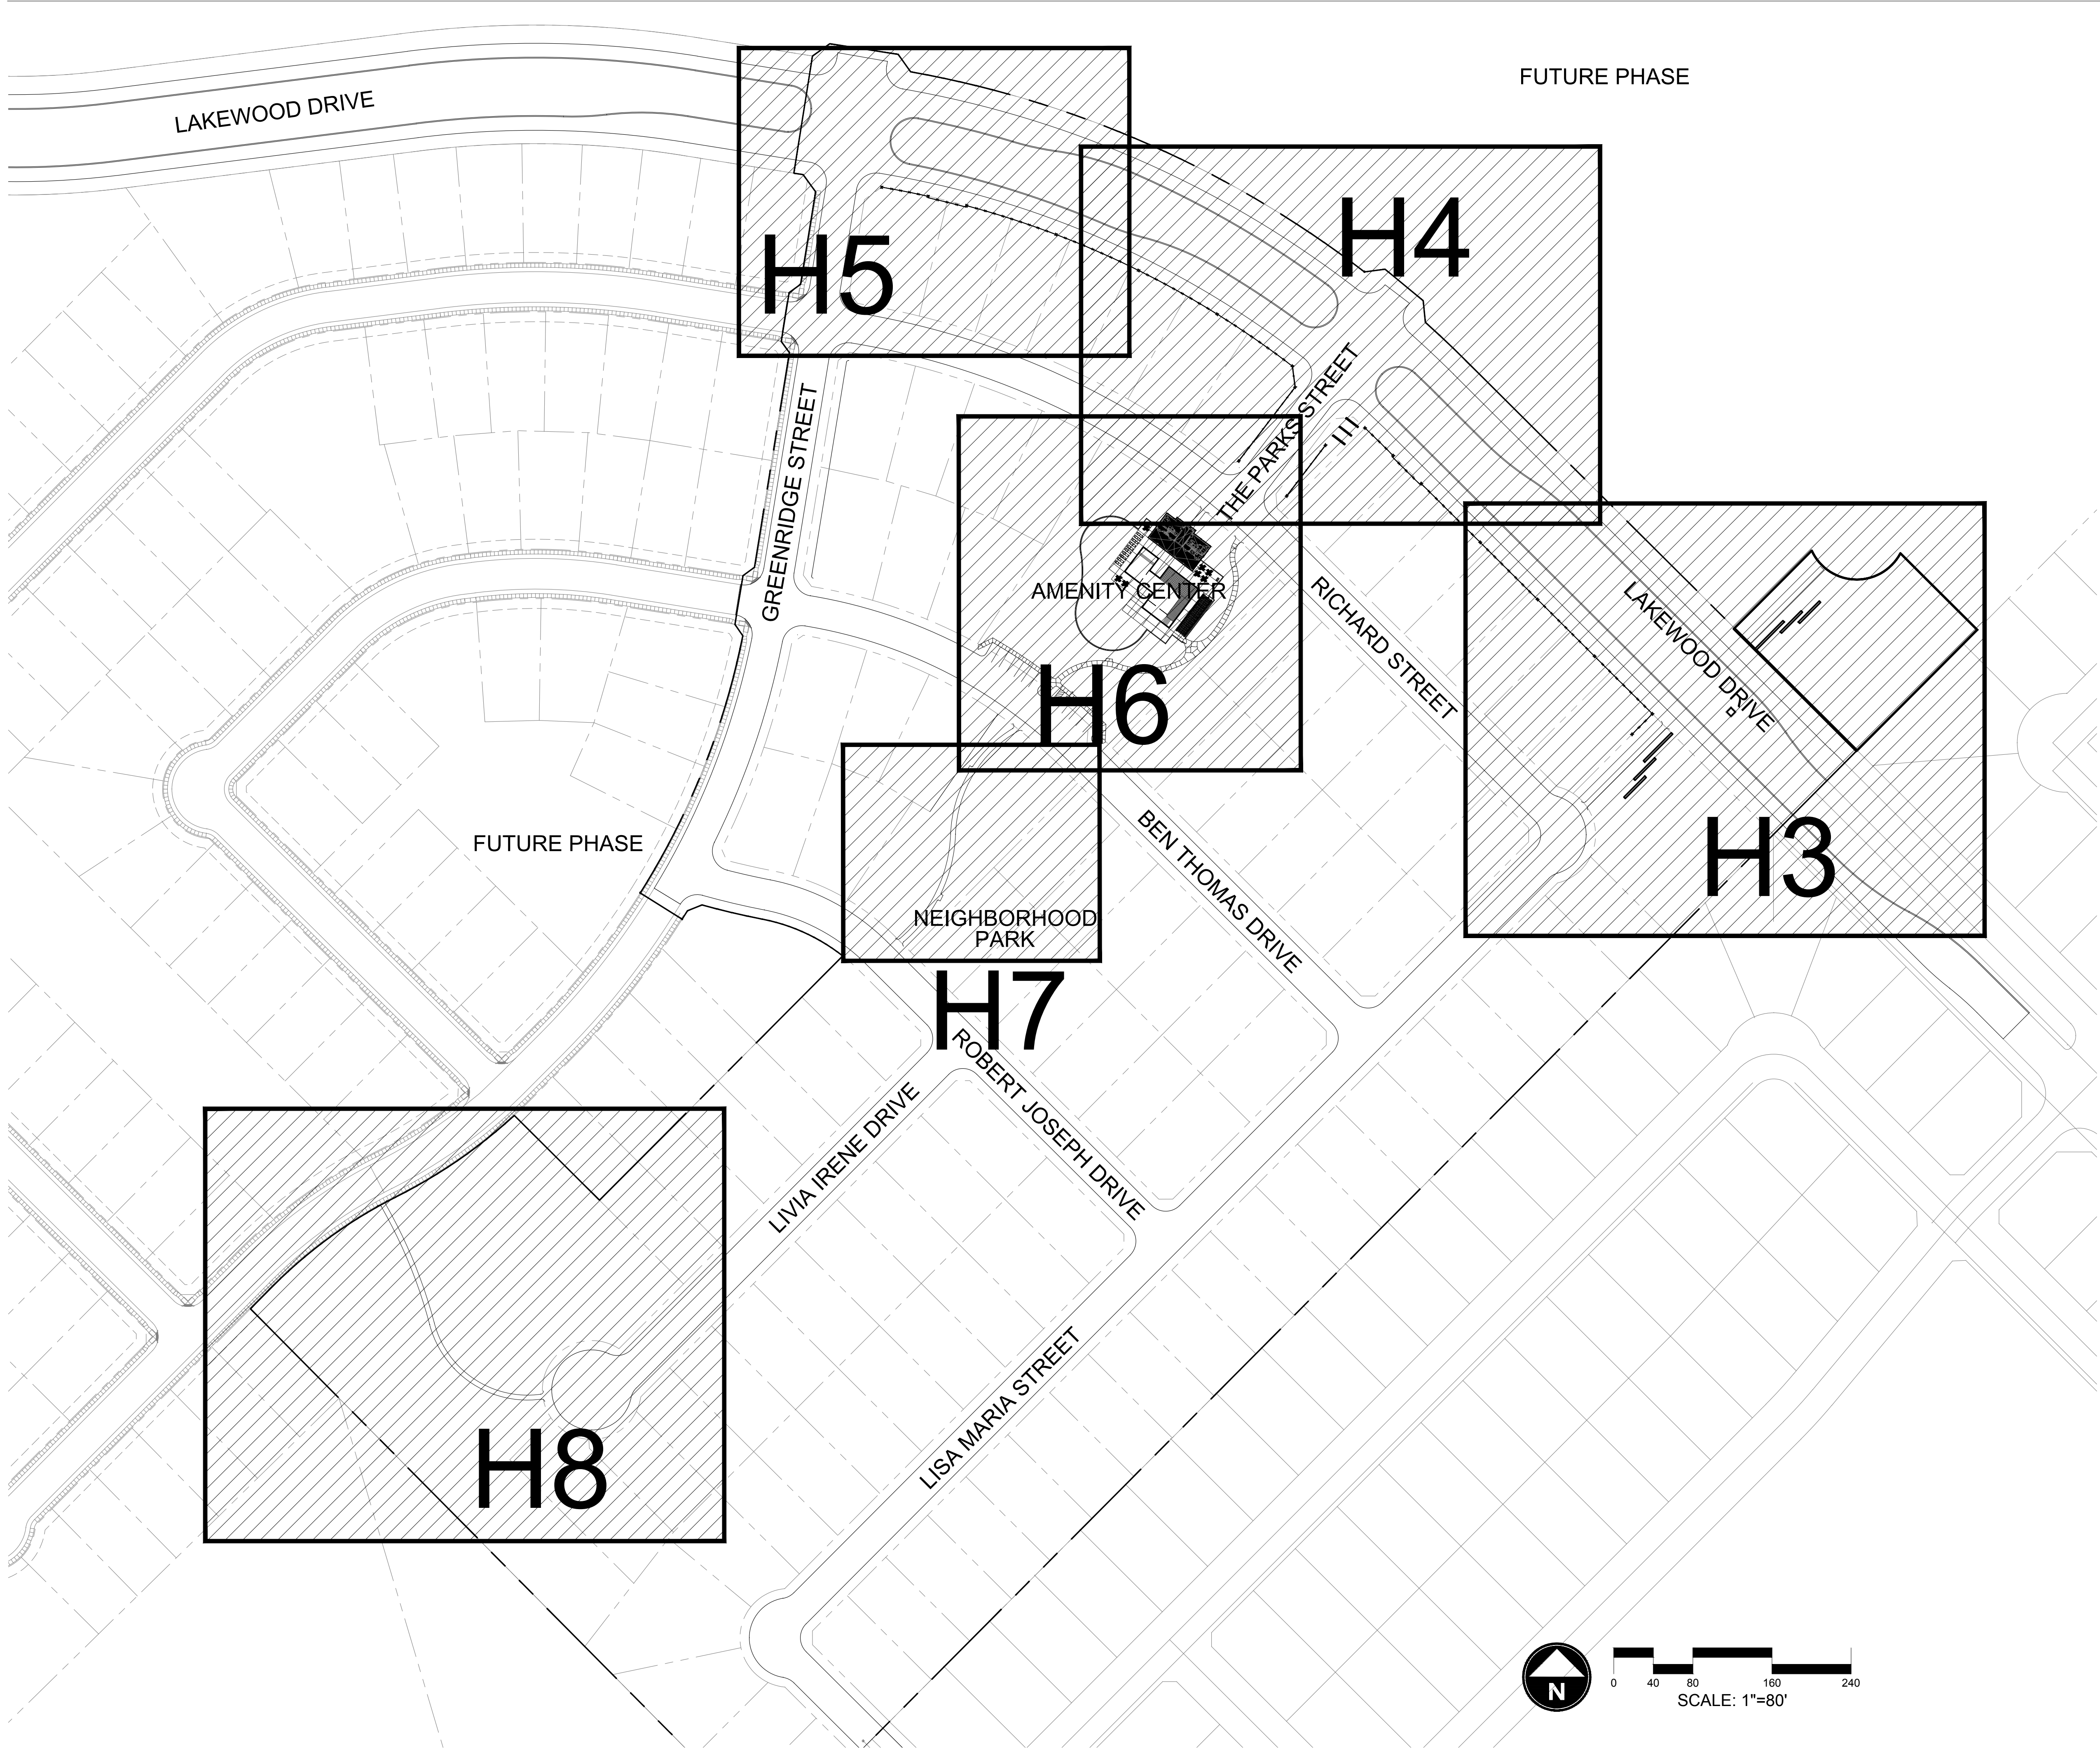 FUTURE PHASE
LAKEWOOD DRIVE
H5
H4
THE PARKS STREET
GREENRIDGE STREET
AMENITY CENTER
RICHARD STREET
LAKEWOOD DRIVE
H6
H3
FUTURE PHASE
BEN THOMAS DRIVE
NEIGHBORHOOD
PARK
H7
ROBERT JOSEPH DRIVE
LIVIA IRENE DRIVE
LISA MARIA STREET
H8
N
0 40 80 160 240
SCALE: 1"=80'